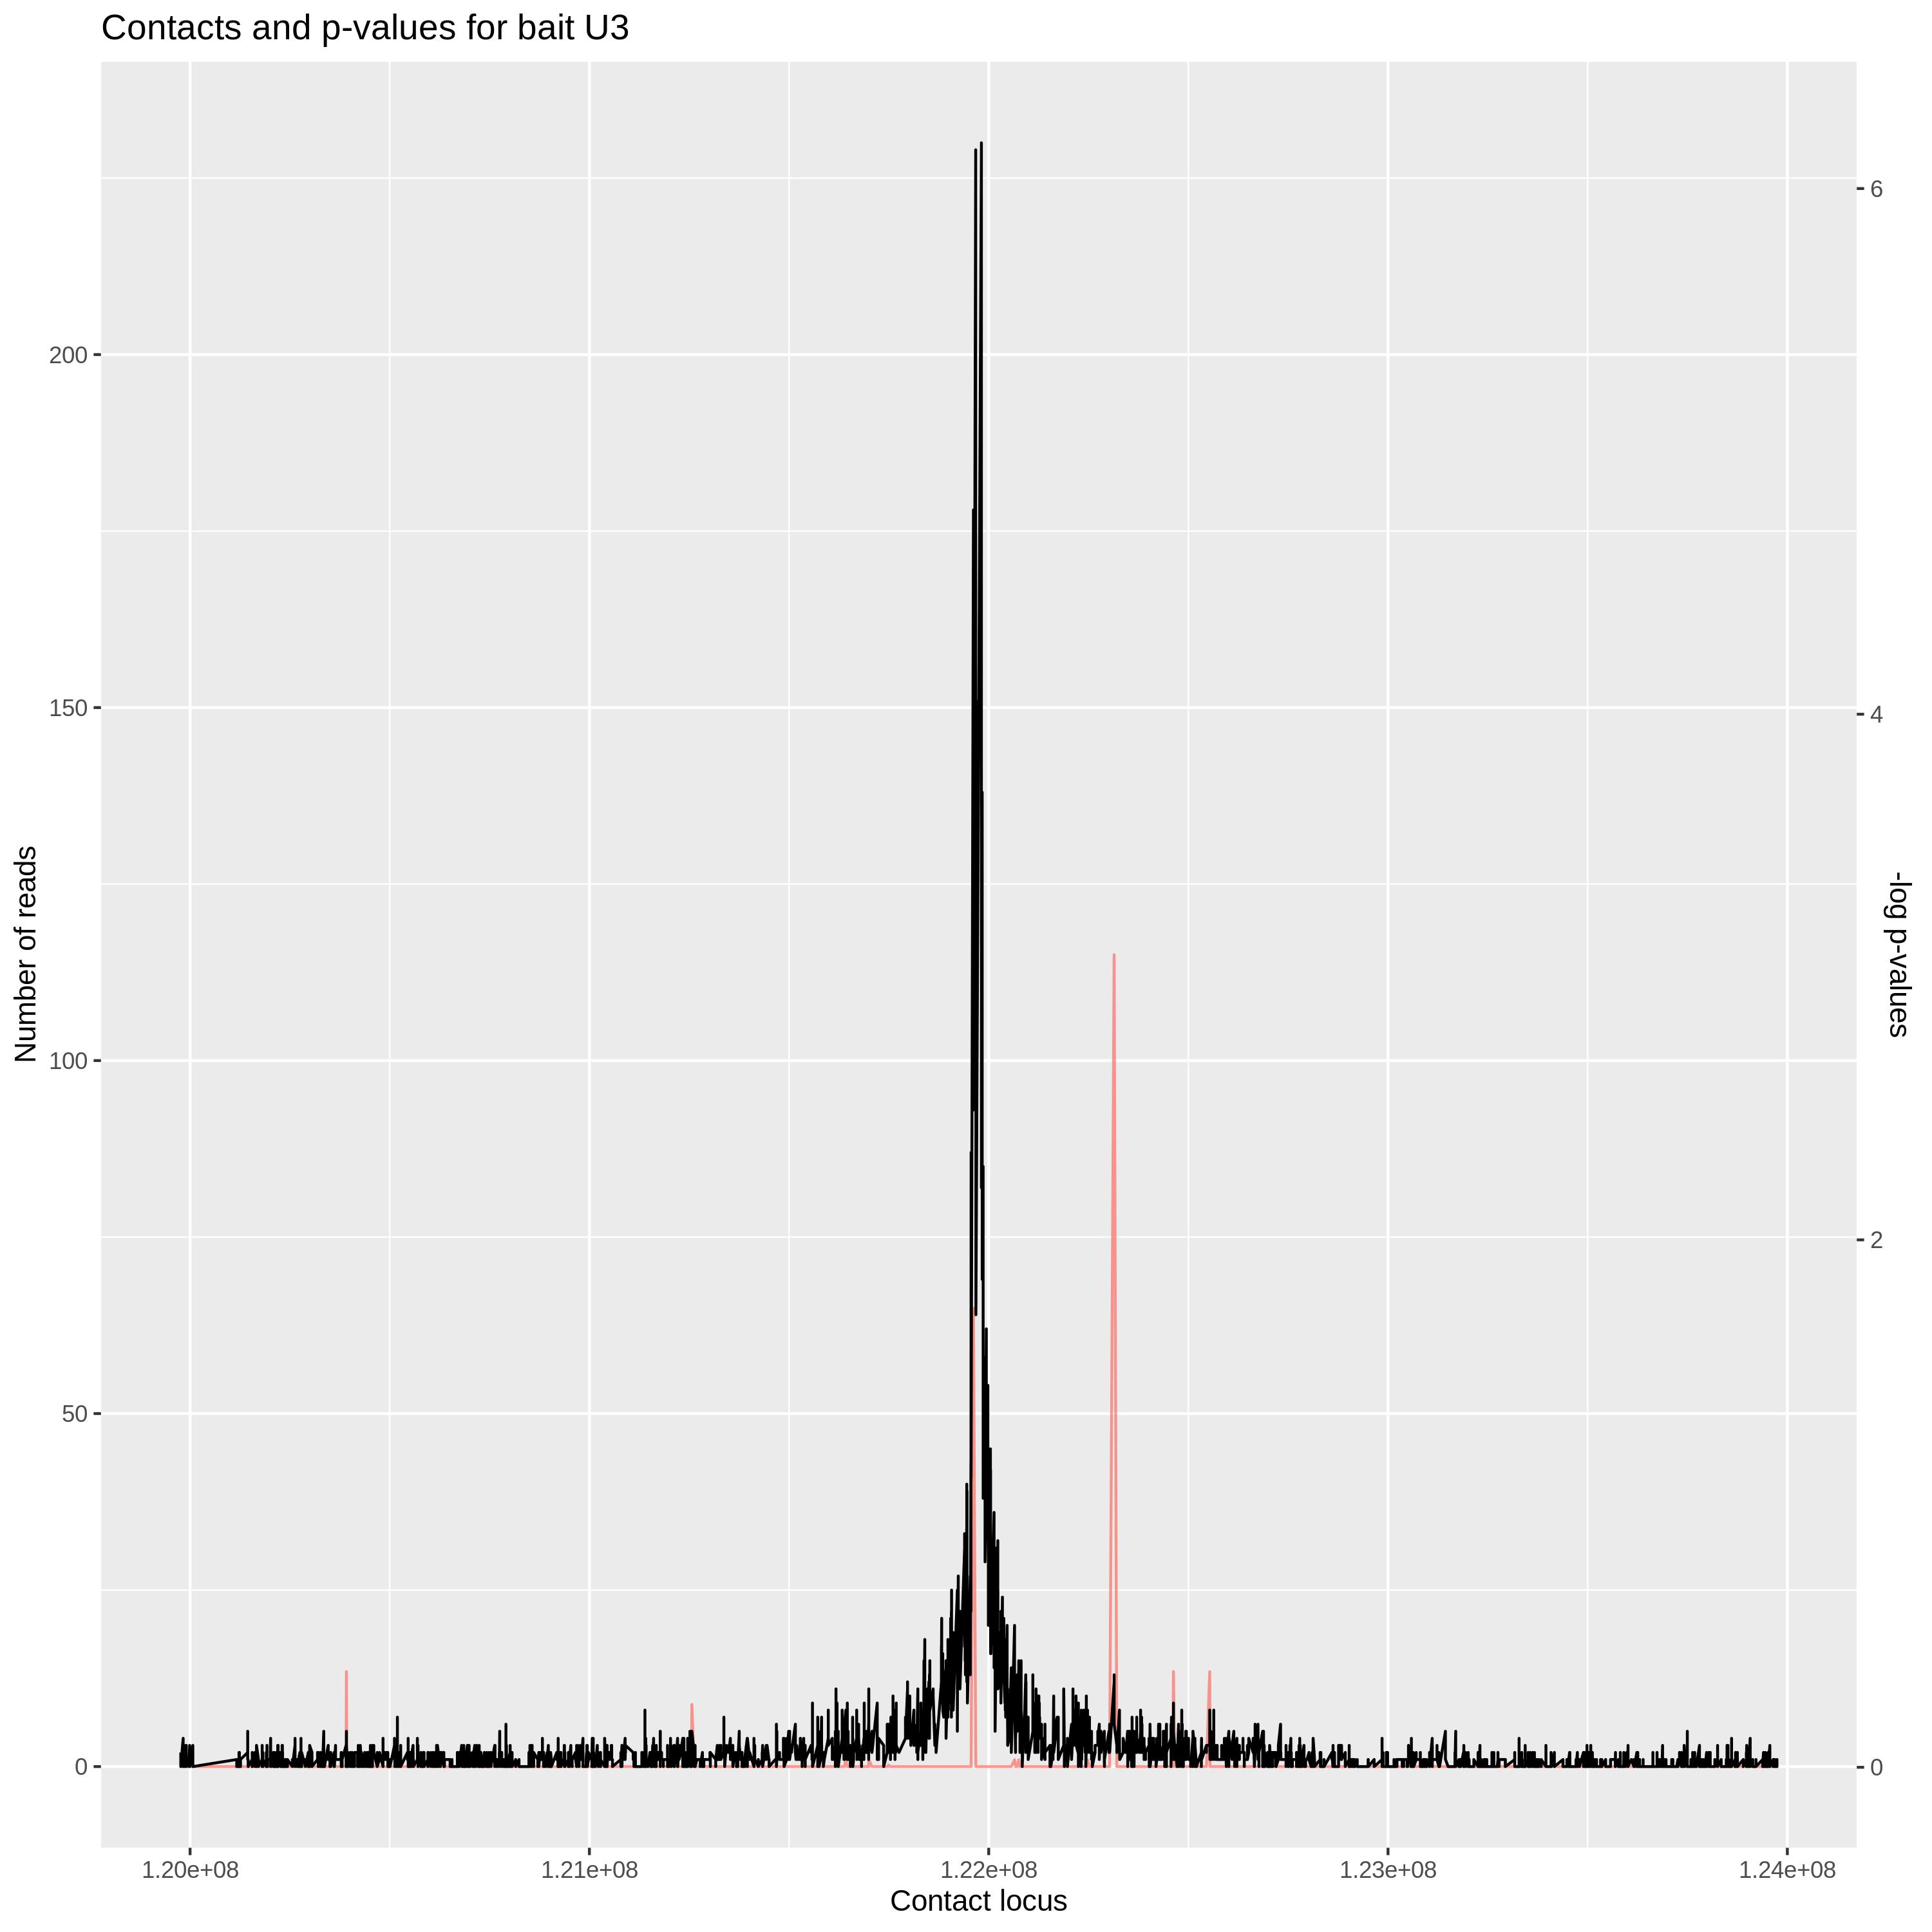 Contacts and p-values for bait U3
200
150
100
50
0
Number of reads
6
4
2
0
-log p-values
1.20e+08 1.21e+08 1.22e+08 1.23e+08 1.24e+08
Contact locus